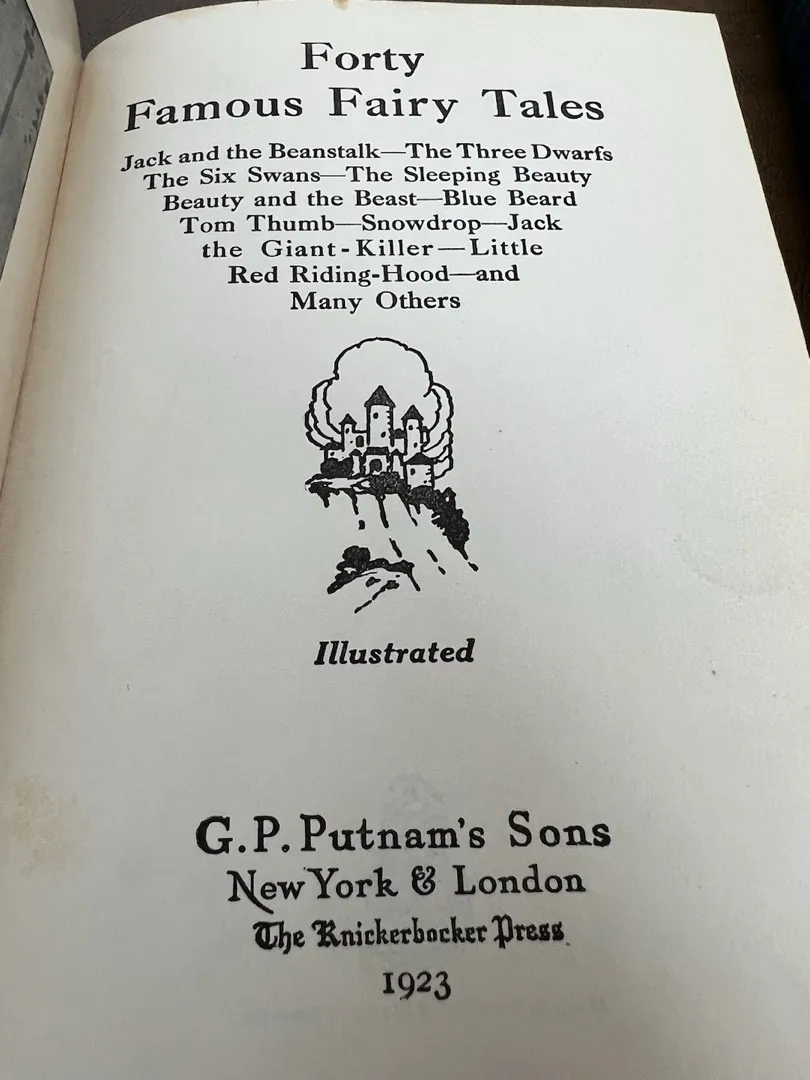 Forty
Famous Fairy Tales
Jack and the Beanstalk—The Three Dwarfs
The Six Swans—The Sleeping Beauty
Beauty and the Beast—Blue Beard
Tom Thumb—Snowdrop—Jack
the Giant-Killer—Little
Red Riding-Hood—and
Many Others
Illustrated
G.P. Putnam's Sons
New York & London
The Knickerbocker Press
1923